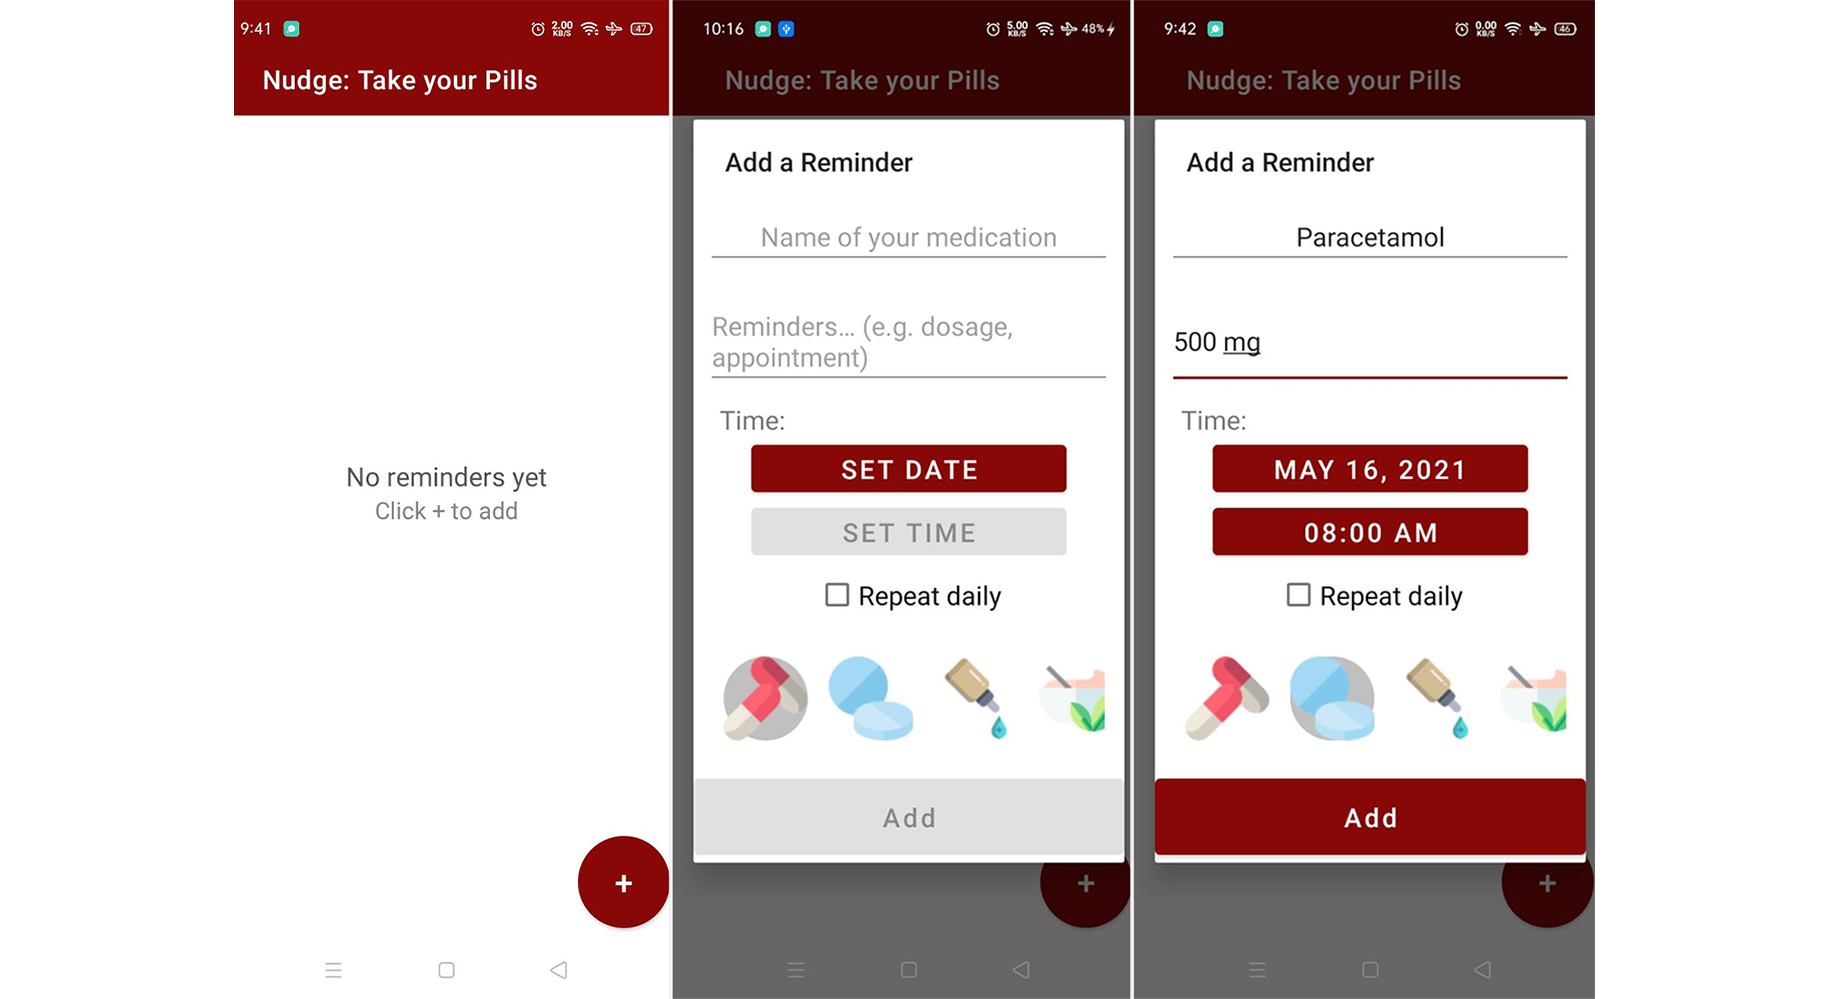 9:41
2.00
KB/S
47
Nudge: Take your Pills
No reminders yet
Click + to add
+
10:16
5.00
KB/S
48%
Nudge: Take your Pills
Add a Reminder
Name of your medication
Reminders... (e.g. dosage,
appointment)
Time:
SET DATE
SET TIME
Repeat daily
Add
+
9:42
0.00
KB/S
46
Nudge: Take your Pills
Add a Reminder
Paracetamol
500 mg
Time:
MAY 16, 2021
08:00 AM
Repeat daily
Add
+